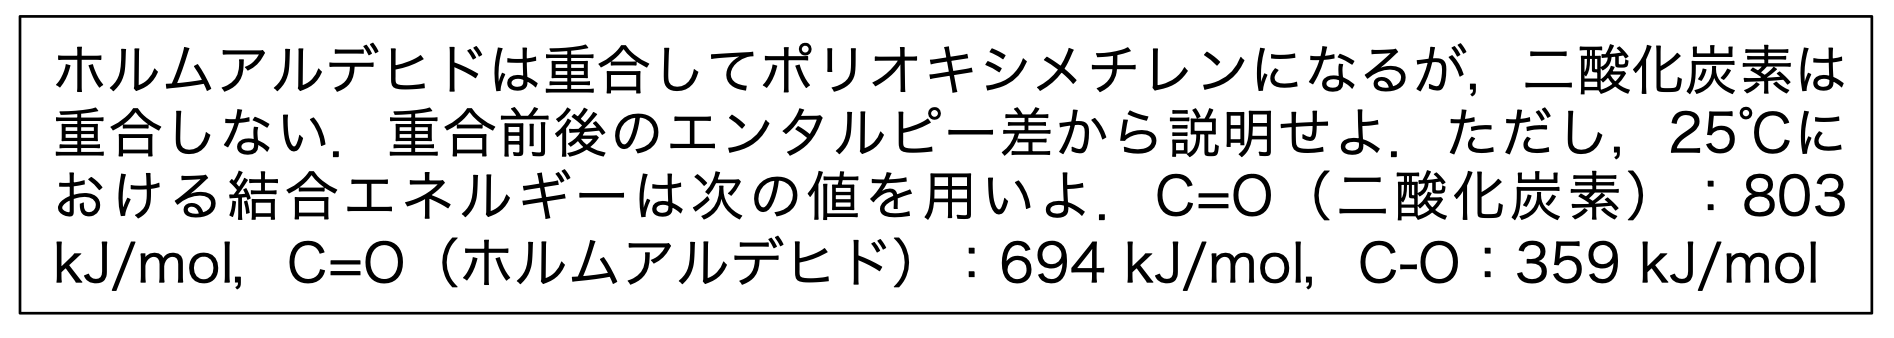 ホルムアルデヒドは重合してポリオキシメチレンになるが，二酸化炭素は
重合しない．重合前後のエンタルピー差から説明せよ．ただし，25℃に
おける結合エネルギーは次の値を用いよ．C=O（二酸化炭素）：803
kJ/mol，C=O（ホルムアルデヒド）：694 kJ/mol，C-O：359 kJ/mol